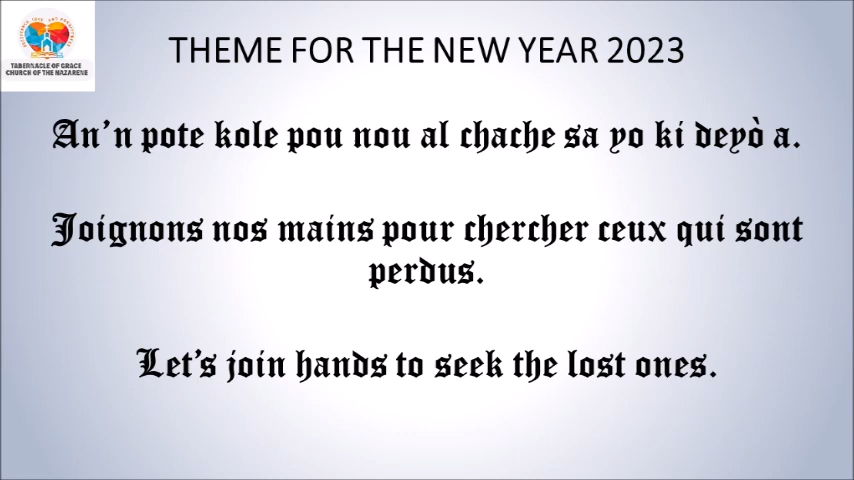 TABERNACLE OF GRACE
CHURCH OF THE NAZARENE
THEME FOR THE NEW YEAR 2023
An'n pote kole pou nou al chache sa yo ki deyò a.
Joignons nos mains pour chercher ceux qui sont
perdus.
Let's join hands to seek the lost ones.